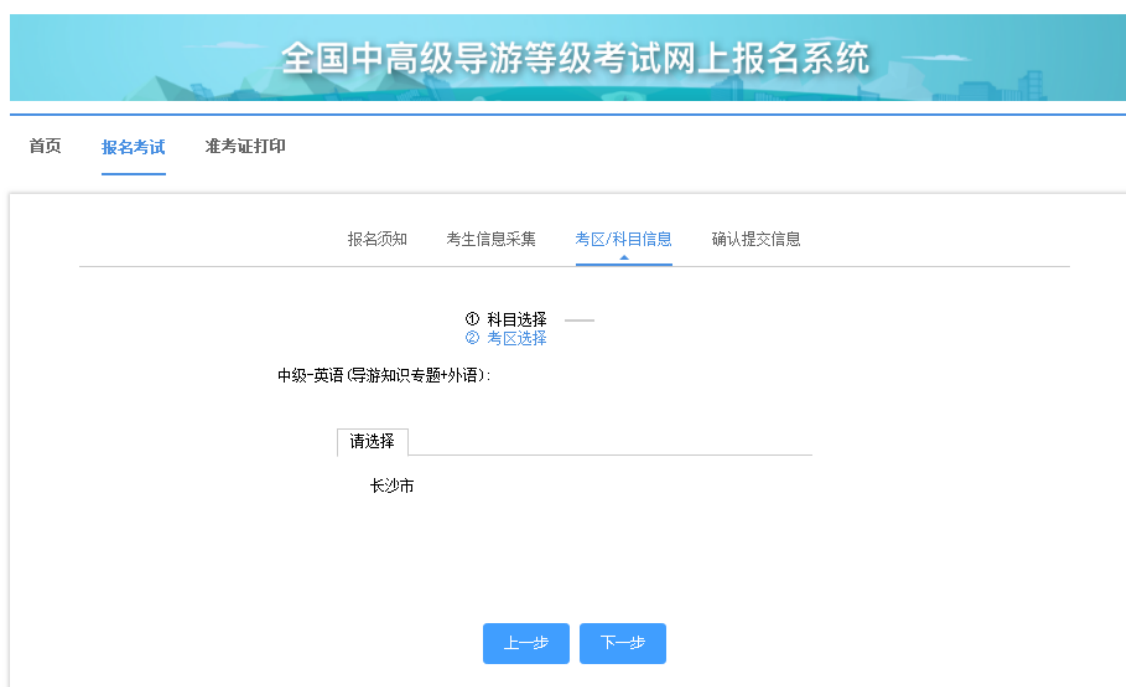 全国中高级导游等级考试网上报名系统
首页 报名考试 准考证打印
报名须知 考生信息采集 考区/科目信息 确认提交信息
① 科目选择
② 考区选择
中级-英语(导游知识专题+外语):
请选择
长沙市
上一步 下一步